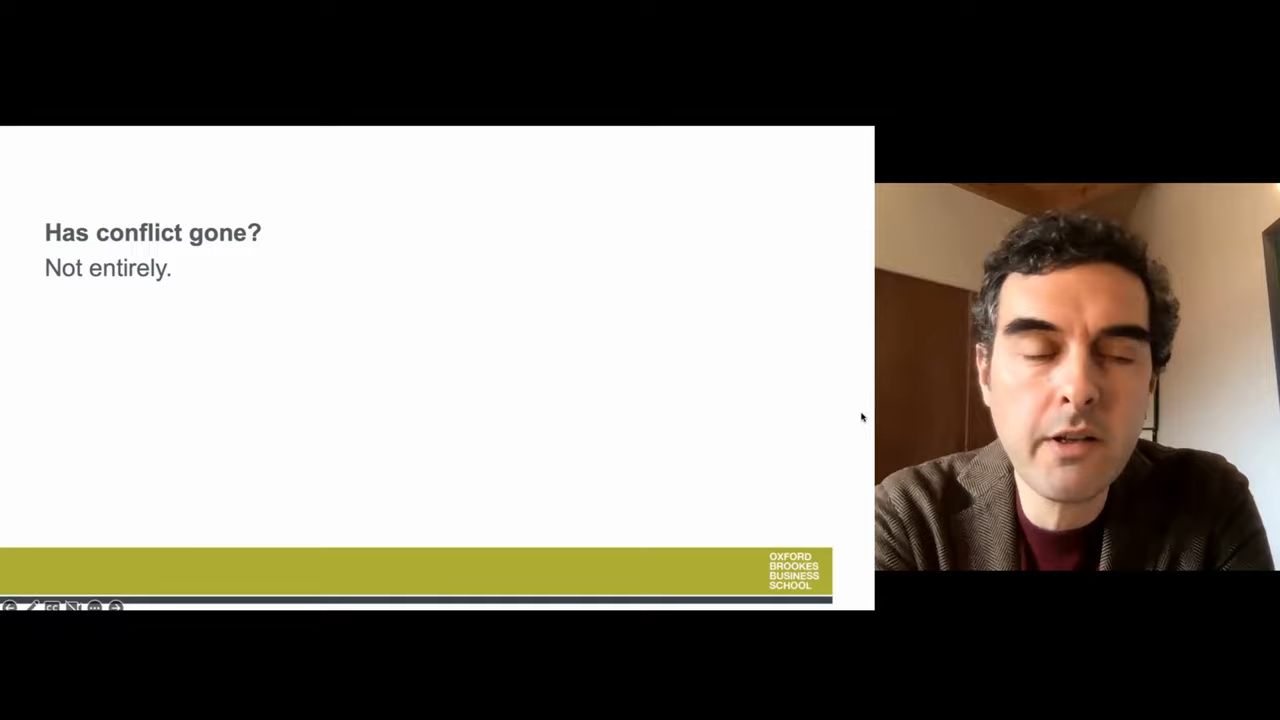 Has conflict gone?
Not entirely.
OXFORD
BROOKES
BUSINESS
SCHOOL